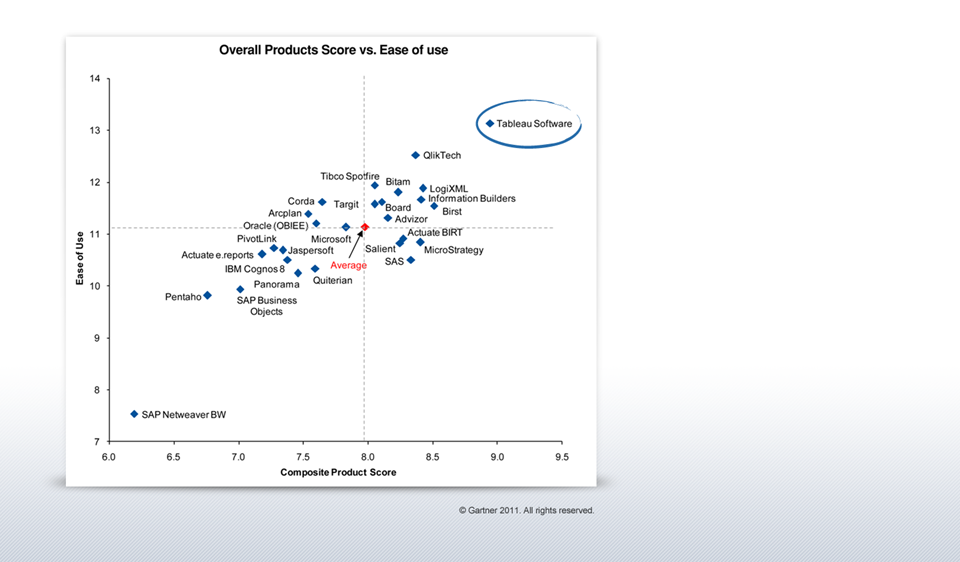 Overall Products Score vs. Ease of use
14
13
12
11
10
9
8
7
Ease of Use
Tableau Software
QlikTech
Tibco Spotfire
Bitam
LogiXML
Information Builders
Corda
Targit
Board
Birst
Arcplan
Advizor
Oracle (OBIEE)
Actuate BIRT
PivotLink
Microsoft
Salient
MicroStrategy
Actuate e.reports
Jaspersoft
SAS
Average
IBM Cognos 8
Panorama
Quiterian
Pentaho
SAP Business
Objects
SAP Netweaver BW
6.0 6.5 7.0 7.5 8.0 8.5 9.0 9.5
Composite Product Score
© Gartner 2011. All rights reserved.